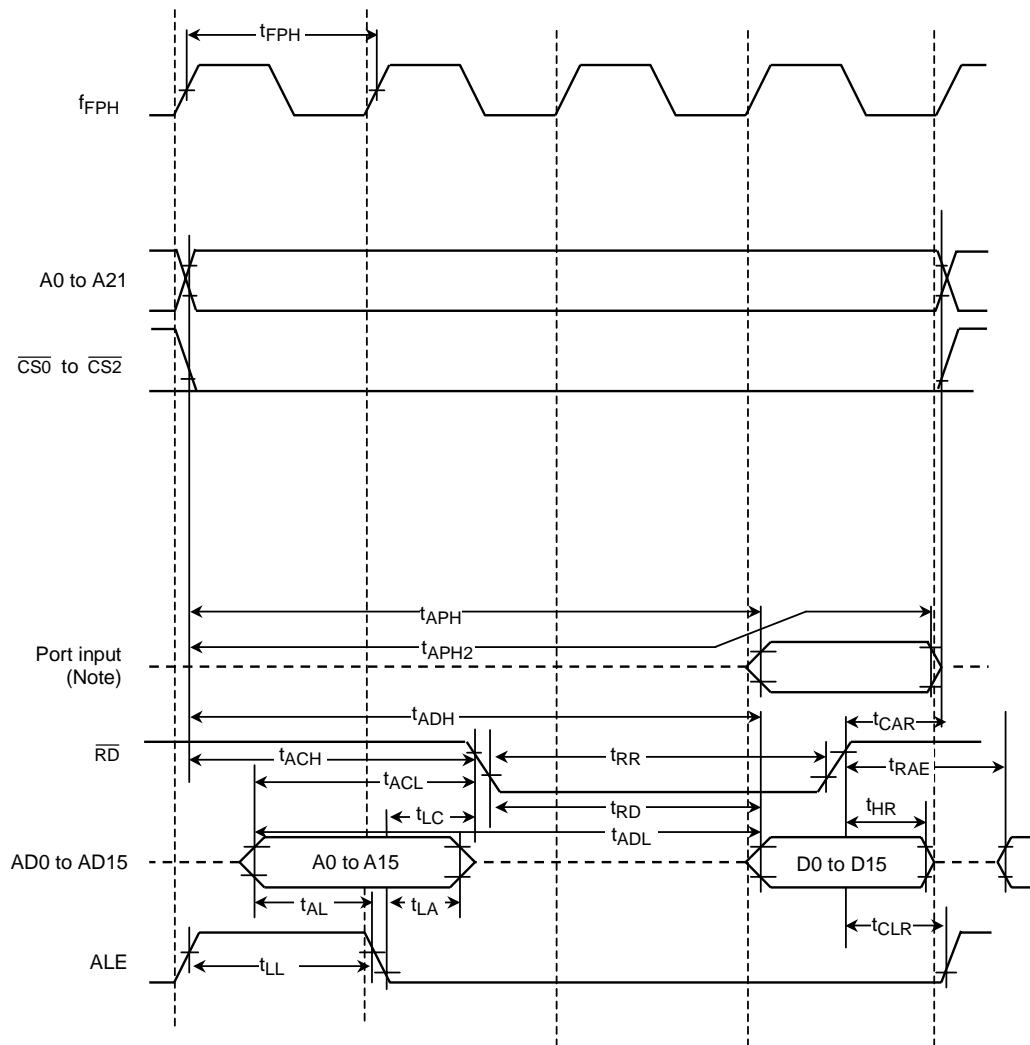 tFPH
fFPH
A0 to A21
CS0 to CS2
tAPH
tAPH2
Port input
(Note)
tADH
tCAR
RD
tACH
tRR
tACL
tRAE
tRD
tLC
tHR
tADL
AD0 to AD15
A0 to A15
D0 to D15
tAL
tLA
tCLR
ALE
tLL